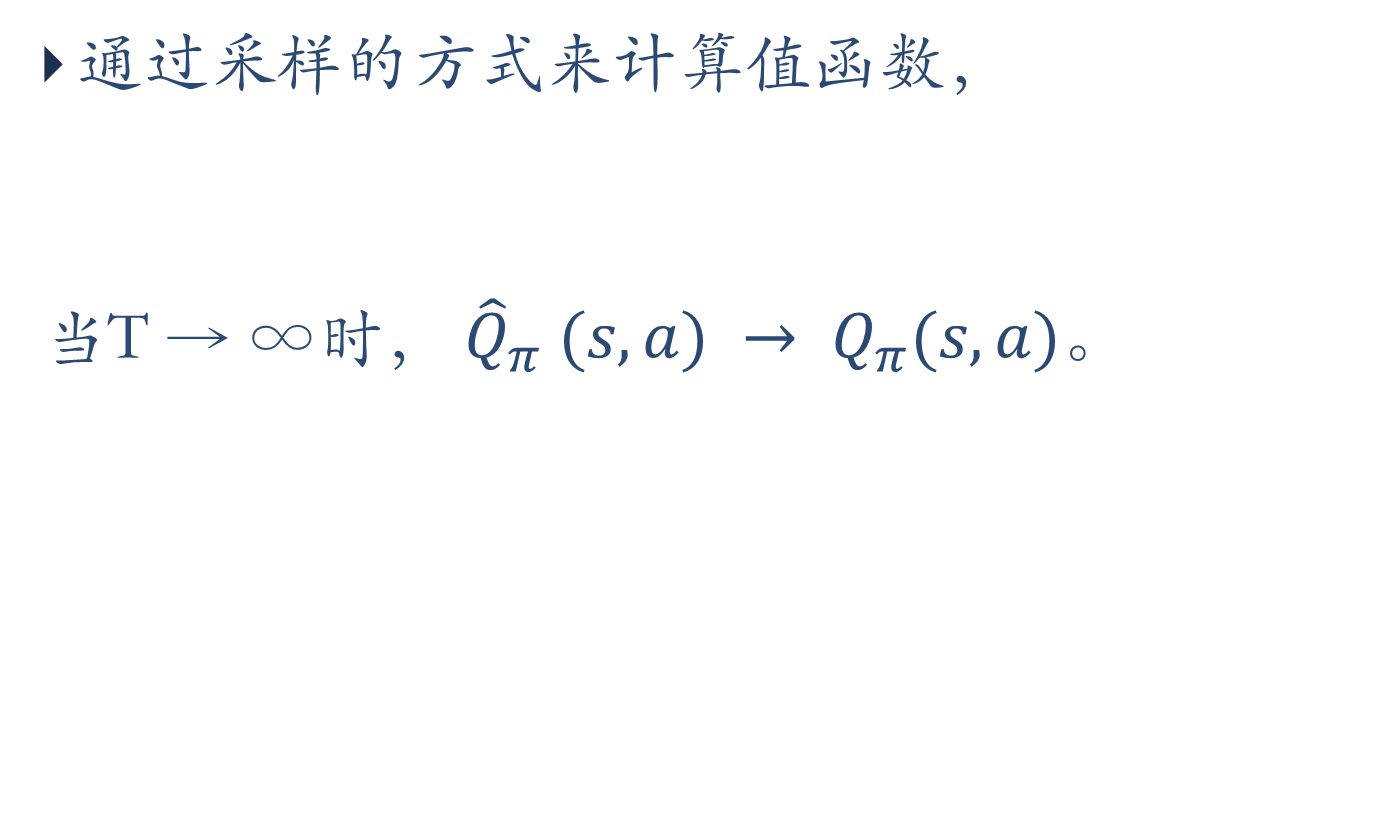 通过采样的方式来计算值函数，
当T → ∞时， Q̂π (s, a) → Qπ(s, a)。